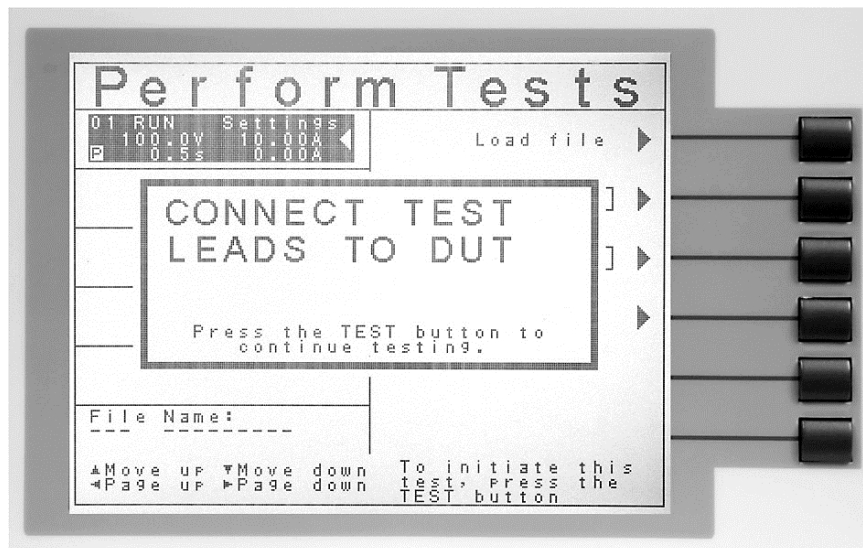 Perform Tests
01 RUN Settings
100.0V 10.00A
P 0.5s 0.00A
Load file
]
]
CONNECT TEST
LEADS TO DUT
Press the TEST button to
continue testing.
File Name:
▲Move up ▼Move down
◄Page up ►Page down
To initiate this
test, press the
TEST button